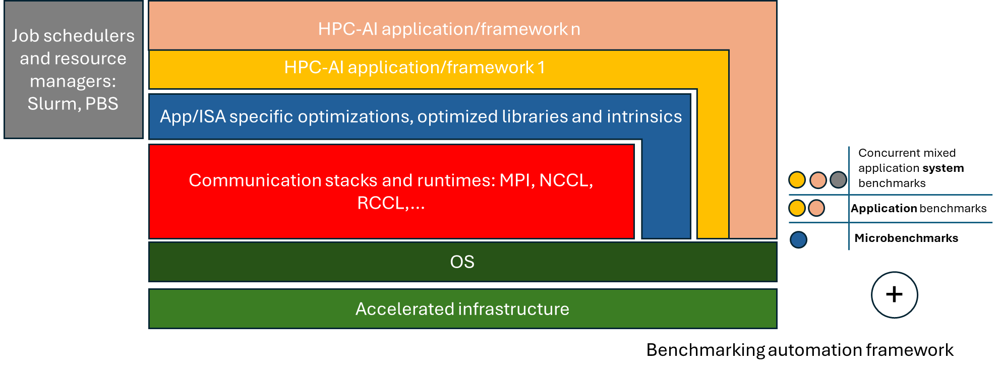 Job schedulers
and resource
managers:
Slurm, PBS
HPC-AI application/framework n
HPC-AI application/framework 1
App/ISA specific optimizations, optimized libraries and intrinsics
Communication stacks and runtimes: MPI, NCCL,
RCCL,...
OS
Accelerated infrastructure
Concurrent mixed
application system
benchmarks
Application benchmarks
Microbenchmarks
+
Benchmarking automation framework